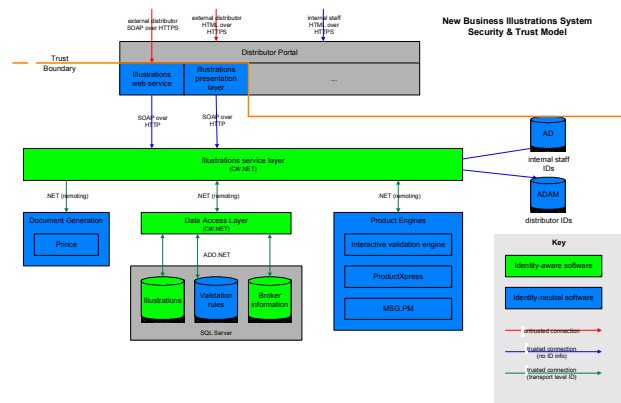 external distributor
SOAP over HTTPS
external distributor
HTML over
HTTPS
internal staff
HTML over
HTTPS
New Business Illustrations System
Security & Trust Model
Distributor Portal
Trust
Boundary
Illustrations
web service
Illustrations
presentation
layer
...
SOAP over
HTTP
SOAP over
HTTP
AD
internal staff
IDs
Illustrations service layer
(C#/.NET)
ADAM
distributor IDs
.NET (remoting)
.NET (remoting)
.NET (remoting)
Document Generation
Prince
Data Access Layer
(C#/.NET)
Product Engines
Interactive validation engine
ProductXpress
MSG.PM
ADO.NET
Illustrations
Validation
rules
Broker
information
SQL Server
Key
Identity-aware software
Identity-neutral software
untrusted connection
trusted connection
(no ID info)
trusted connection
(transport level ID)